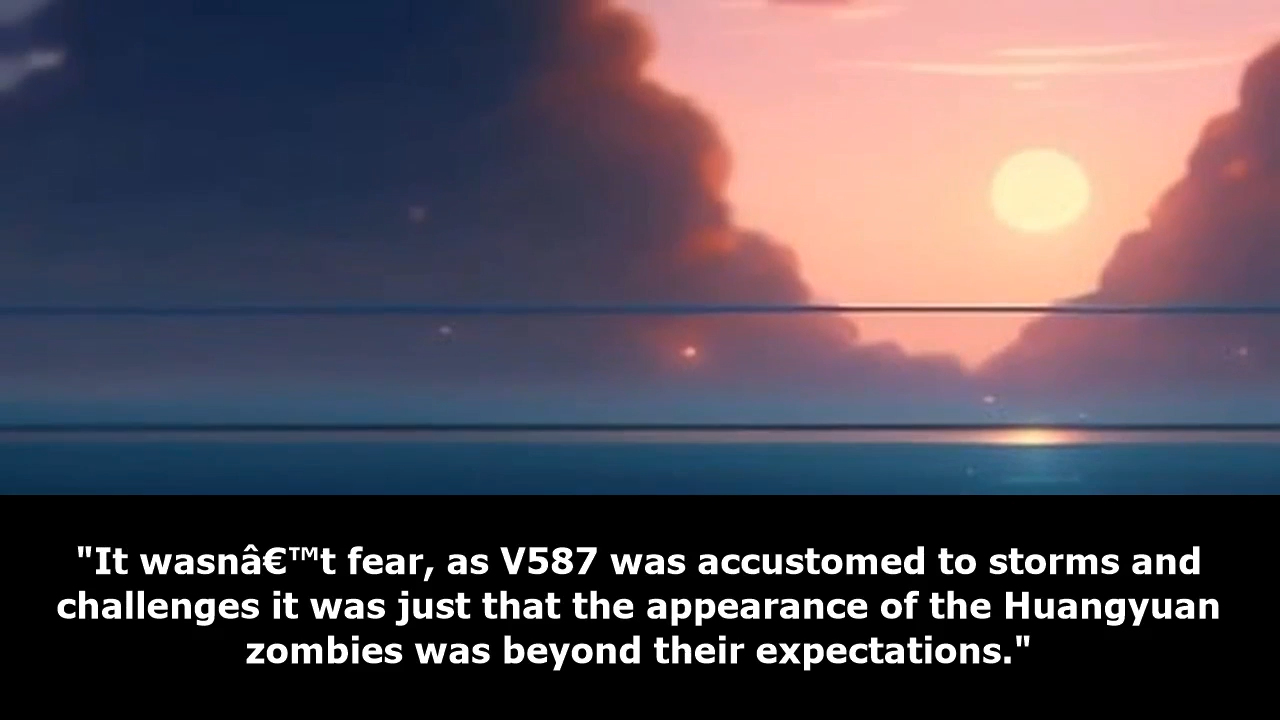 "It wasnâ€™t fear, as V587 was accustomed to storms and
challenges it was just that the appearance of the Huangyuan
zombies was beyond their expectations."